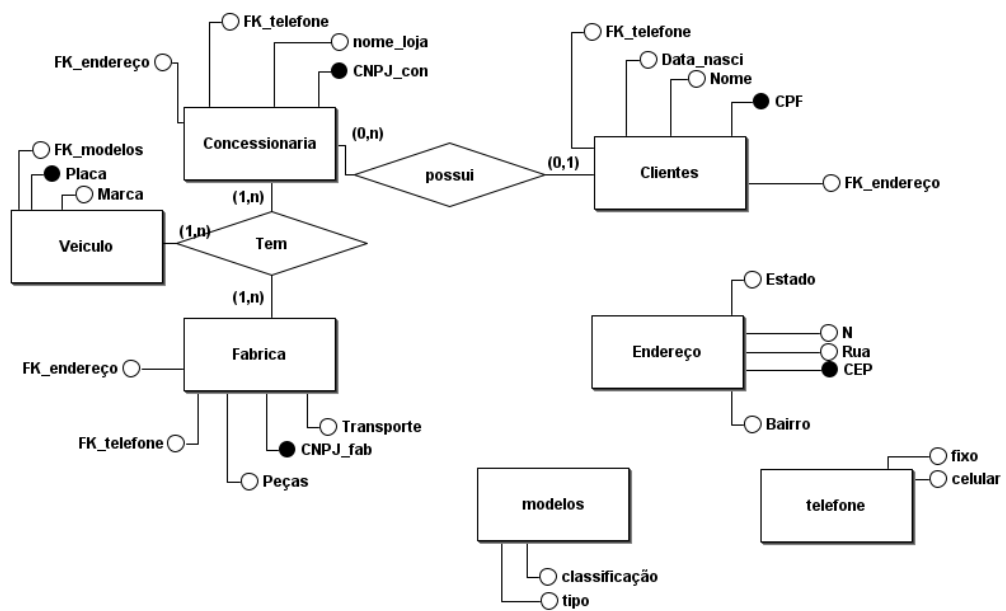 FK_telefone
nome_loja
FK_endereço
CNPJ_con
Concessionaria
(0,n)
possui
(0,1)
FK_telefone
Data_nasci
Nome
CPF
Clientes
FK_endereço
FK_modelos
Placa
Marca
Veiculo
(1,n)
(1,n)
Tem
(1,n)
Fabrica
FK_endereço
FK_telefone
Transporte
CNPJ_fab
Peças
Estado
Endereço
N
Rua
CEP
Bairro
modelos
classificação
tipo
fixo
celular
telefone